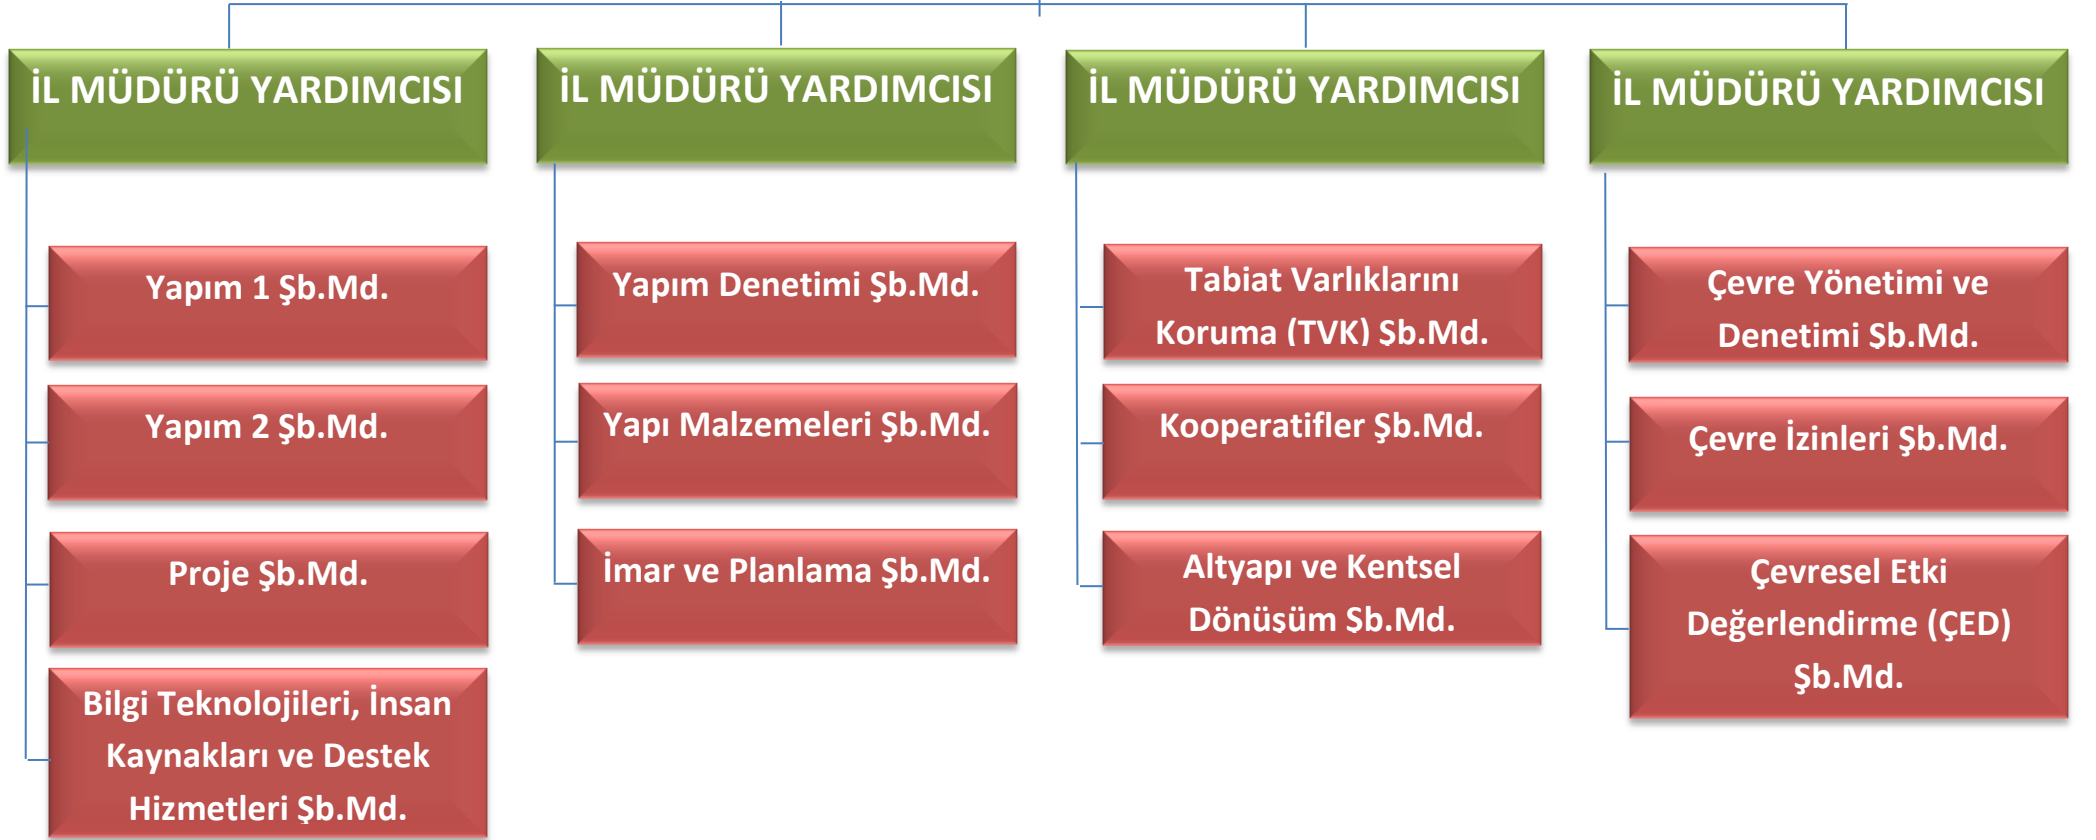 İL MÜDÜRÜ YARDIMCISI
Yapım 1 Şb.Md.
Yapım 2 Şb.Md.
Proje Şb.Md.
Bilgi Teknolojileri, İnsan
Kaynakları ve Destek
Hizmetleri Şb.Md.
İL MÜDÜRÜ YARDIMCISI
Yapım Denetimi Şb.Md.
Yapı Malzemeleri Şb.Md.
İmar ve Planlama Şb.Md.
İL MÜDÜRÜ YARDIMCISI
Tabiat Varlıklarını
Koruma (TVK) Şb.Md.
Kooperatifler Şb.Md.
Altyapı ve Kentsel
Dönüşüm Şb.Md.
İL MÜDÜRÜ YARDIMCISI
Çevre Yönetimi ve
Denetimi Şb.Md.
Çevre İzinleri Şb.Md.
Çevresel Etki
Değerlendirme (ÇED)
Şb.Md.